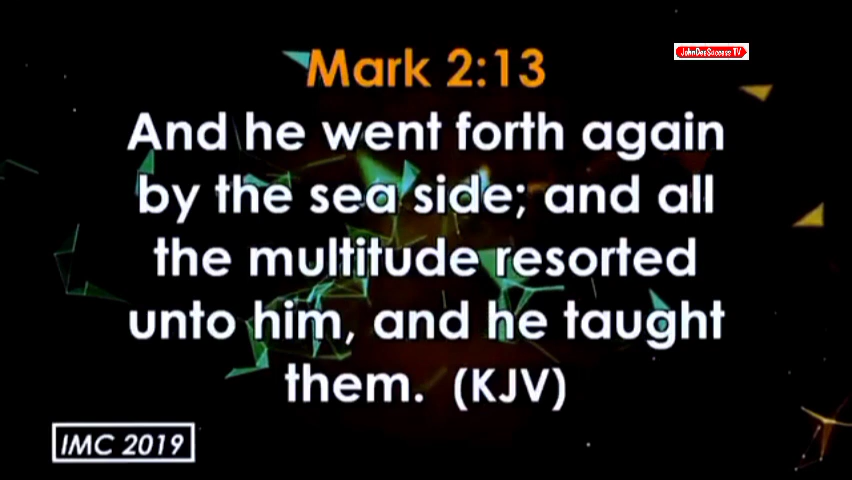 JohnDeeSuccess TV
Mark 2:13
And he went forth again
by the sea side; and all
the multitude resorted
unto him, and he taught
them. (KJV)
IMC 2019